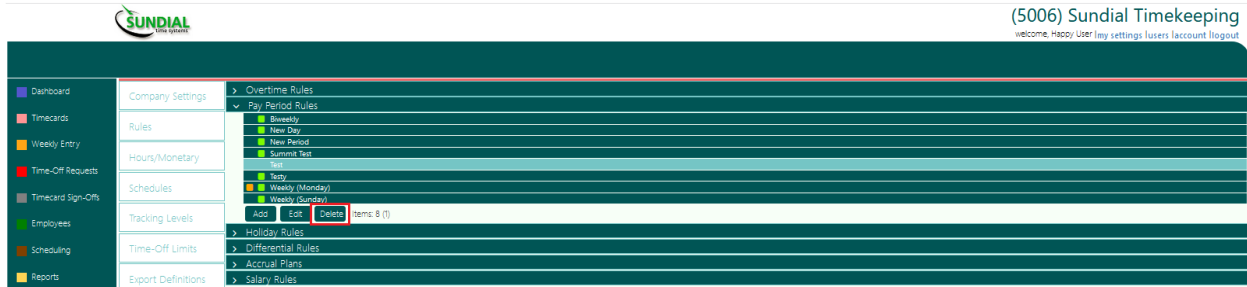 SUNDIAL
time systems
(5006) Sundial Timekeeping
welcome, Happy User |my settings |users |account |logout
Dashboard
Timecards
Weekly Entry
Time-Off Requests
Timecard Sign-Offs
Employees
Scheduling
Reports
Company Settings
Rules
Hours/Monetary
Schedules
Tracking Levels
Time-Off Limits
Export Definitions
> Overtime Rules
Pay Period Rules
Biweekly
New Day
New Period
Summit Test
Test
Testy
Weekly (Monday)
Weekly (Sunday)
Add Edit Delete Items: 8 (1)
> Holiday Rules
> Differential Rules
> Accrual Plans
> Salary Rules